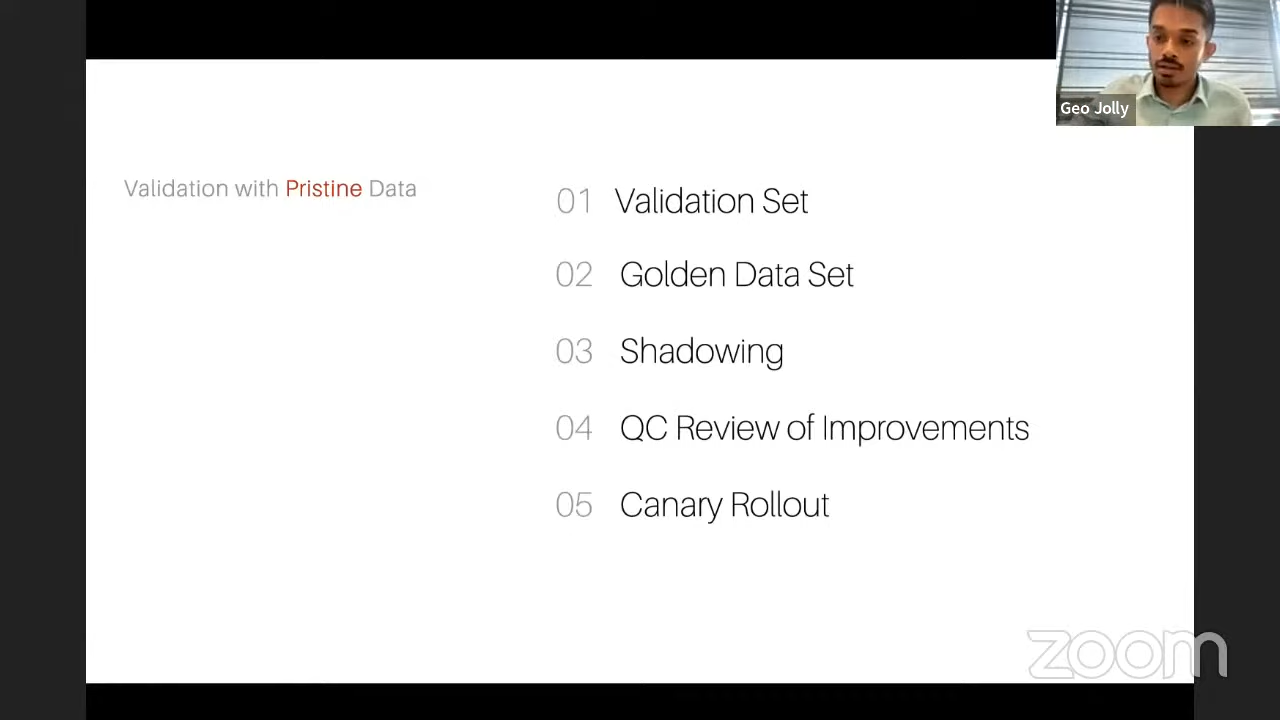 Geo Jolly
Validation with Pristine Data
01 Validation Set
02 Golden Data Set
03 Shadowing
04 QC Review of Improvements
05 Canary Rollout
zoom